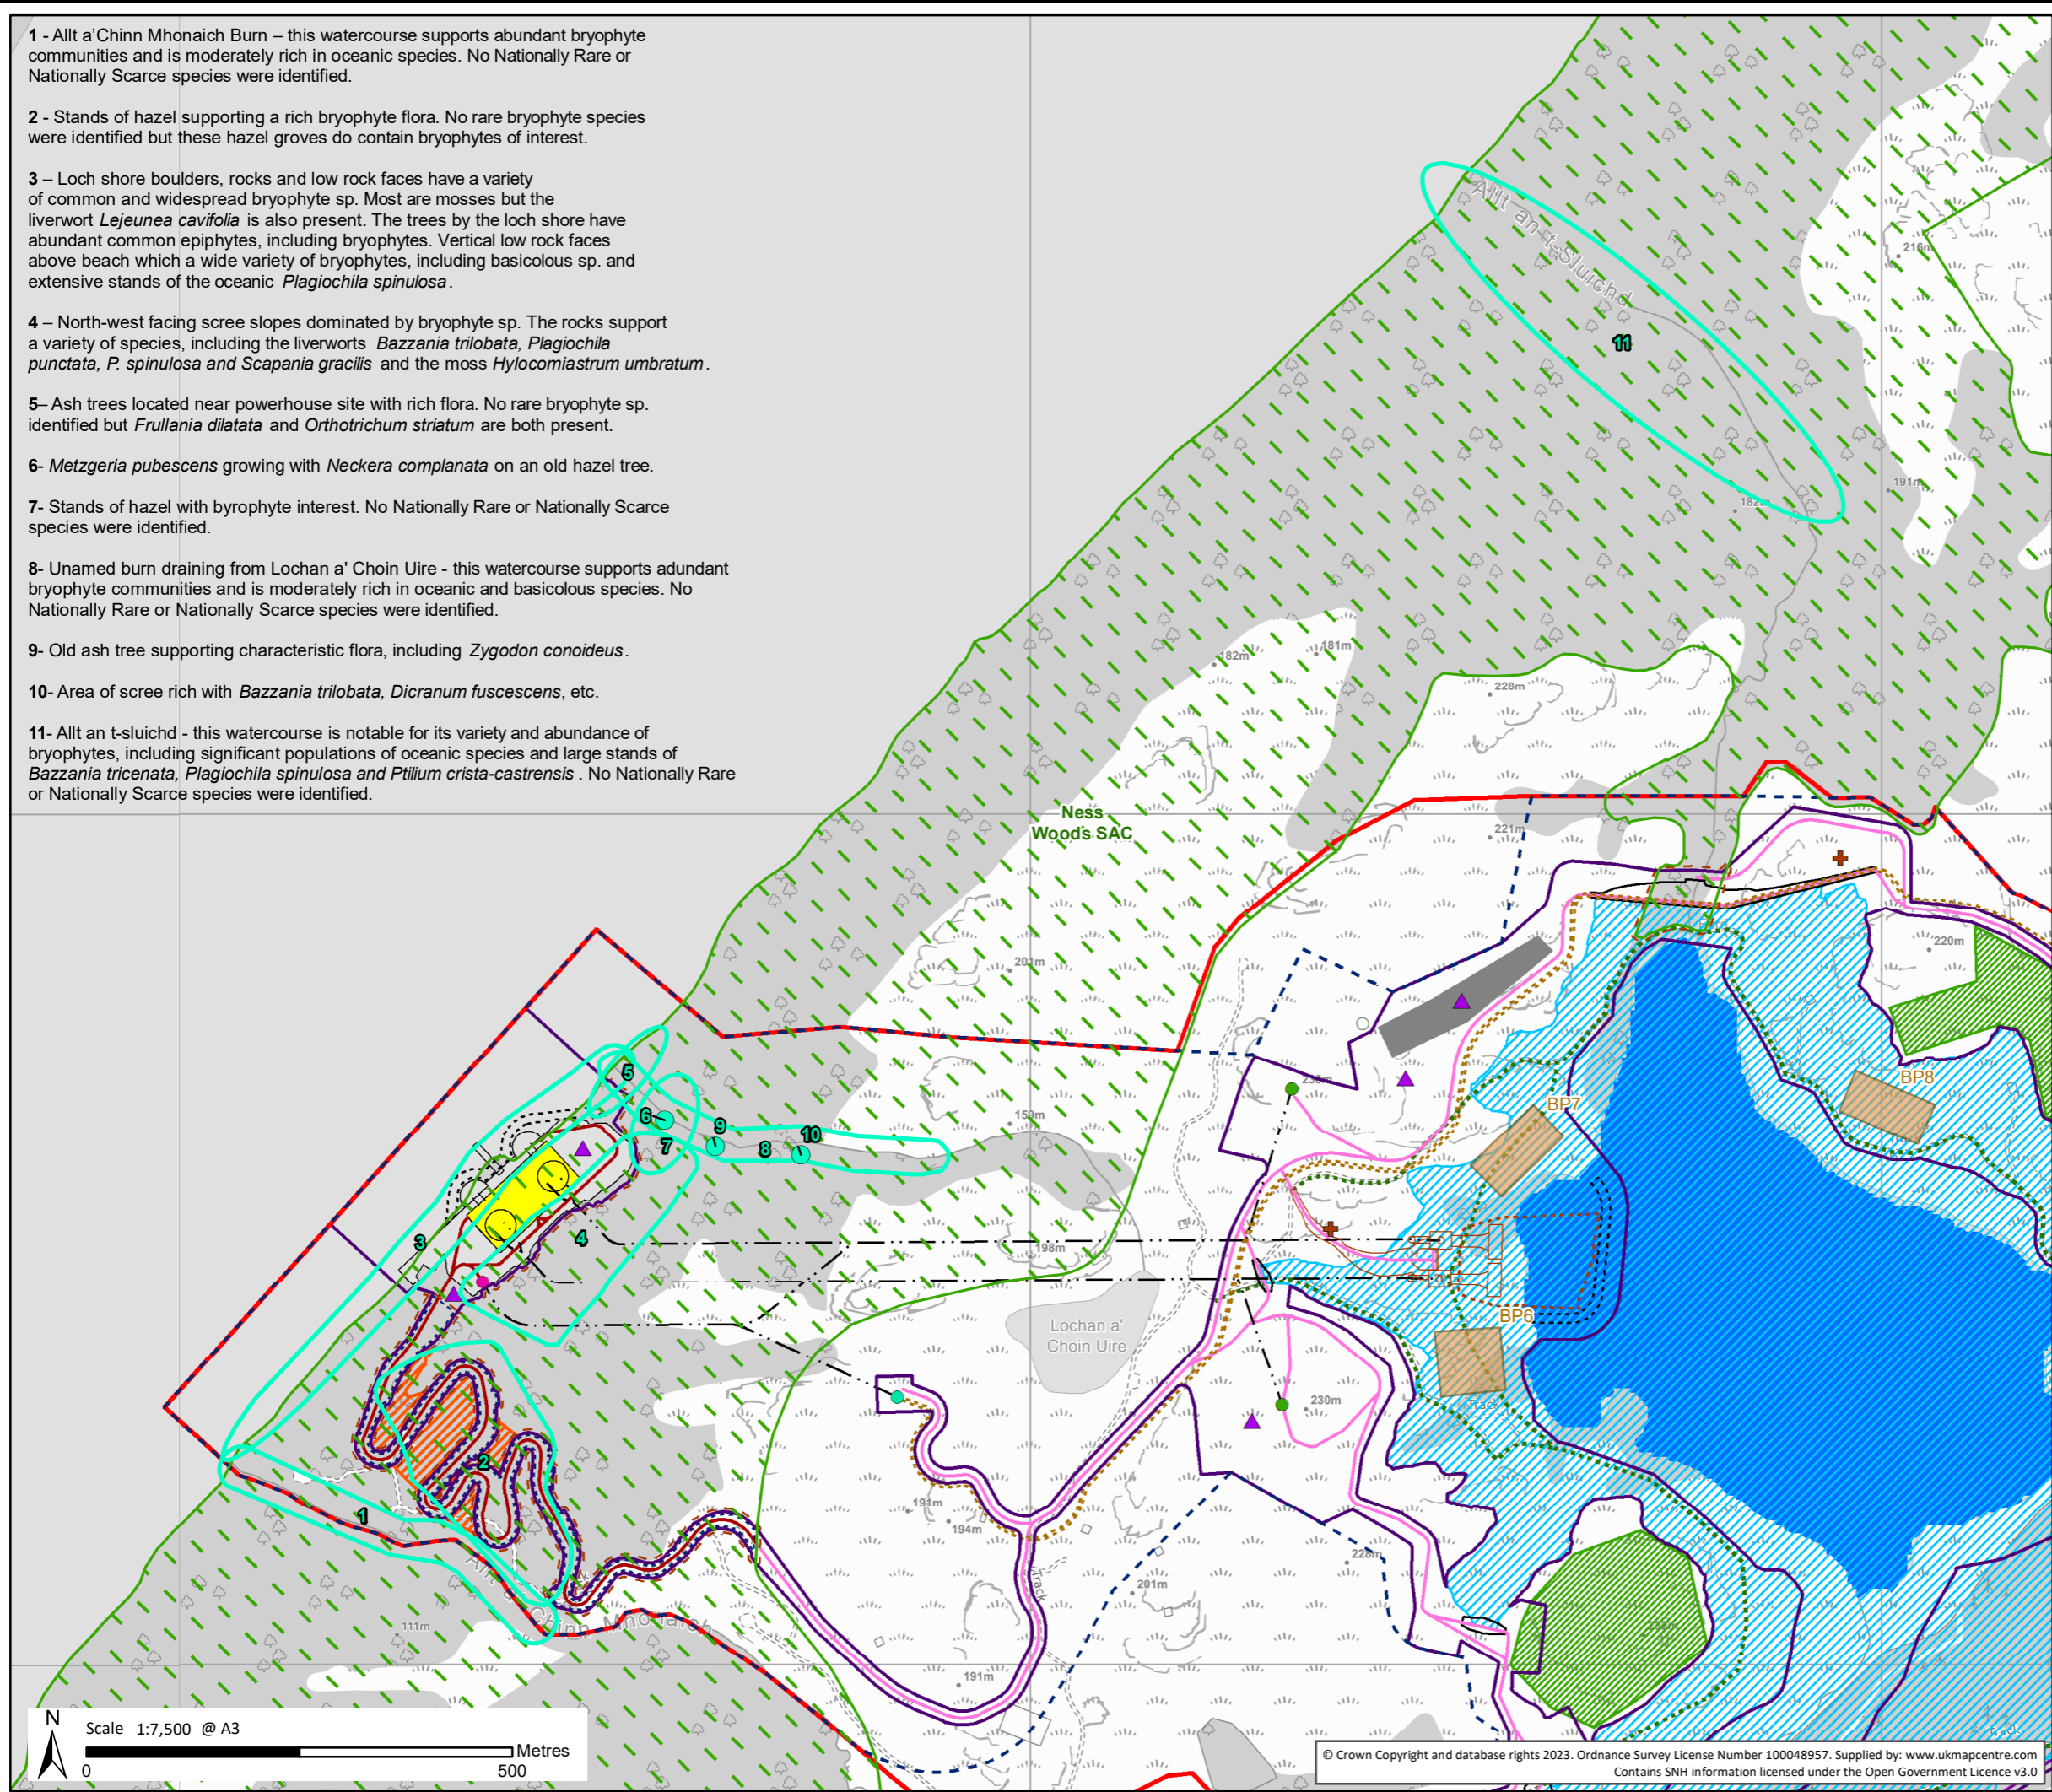 1 - Allt a'Chinn Mhonaich Burn – this watercourse supports abundant bryophyte
communities and is moderately rich in oceanic species. No Nationally Rare or
Nationally Scarce species were identified.
2 - Stands of hazel supporting a rich bryophyte flora. No rare bryophyte species
were identified but these hazel groves do contain bryophytes of interest.
3 – Loch shore boulders, rocks and low rock faces have a variety
of common and widespread bryophyte sp. Most are mosses but the
liverwort Lejeunea cavifolia is also present. The trees by the loch shore have
abundant common epiphytes, including bryophytes. Vertical low rock faces
above beach which a wide variety of bryophytes, including basicolous sp. and
extensive stands of the oceanic Plagiochila spinulosa.
4 – North-west facing scree slopes dominated by bryophyte sp. The rocks support
a variety of species, including the liverworts Bazzania trilobata, Plagiochila
punctata, P. spinulosa and Scapania gracilis and the moss Hylocomiastrum umbratum.
5– Ash trees located near powerhouse site with rich flora. No rare bryophyte sp.
identified but Frullania dilatata and Orthotrichum striatum are both present.
6- Metzgeria pubescens growing with Neckera complanata on an old hazel tree.
7- Stands of hazel with byrophyte interest. No Nationally Rare or Nationally Scarce
species were identified.
8- Unamed burn draining from Lochan a' Choin Uire - this watercourse supports adundant
bryophyte communities and is moderately rich in oceanic and basicolous species. No
Nationally Rare or Nationally Scarce species were identified.
9- Old ash tree supporting characteristic flora, including Zygodon conoideus.
10- Area of scree rich with Bazzania trilobata, Dicranum fuscescens, etc.
11- Allt an t-sluichd - this watercourse is notable for its variety and abundance of
bryophytes, including significant populations of oceanic species and large stands of
Bazzania tricenata, Plagiochila spinulosa and Ptilium crista-castrensis. No Nationally Rare
or Nationally Scarce species were identified.
Allt an t-Sluichd
216m
11
191m
182m
182m
181m
220m
Ness
Woods SAC
221m
201m
220m
5
BP8
BP7
6
9
10
7
8
159m
3
4
198m
BP6
Lochan a'
Choin Uire
230m
Track
2
1
191m
194m
228m
201m
Track
111m
191m
N
Scale 1:7,500 @ A3
Metres
0
500
© Crown Copyright and database rights 2023. Ordnance Survey License Number 100048957. Supplied by: www.ukmapcentre.com
Contains SNH information licensed under the Open Government Licence v3.0